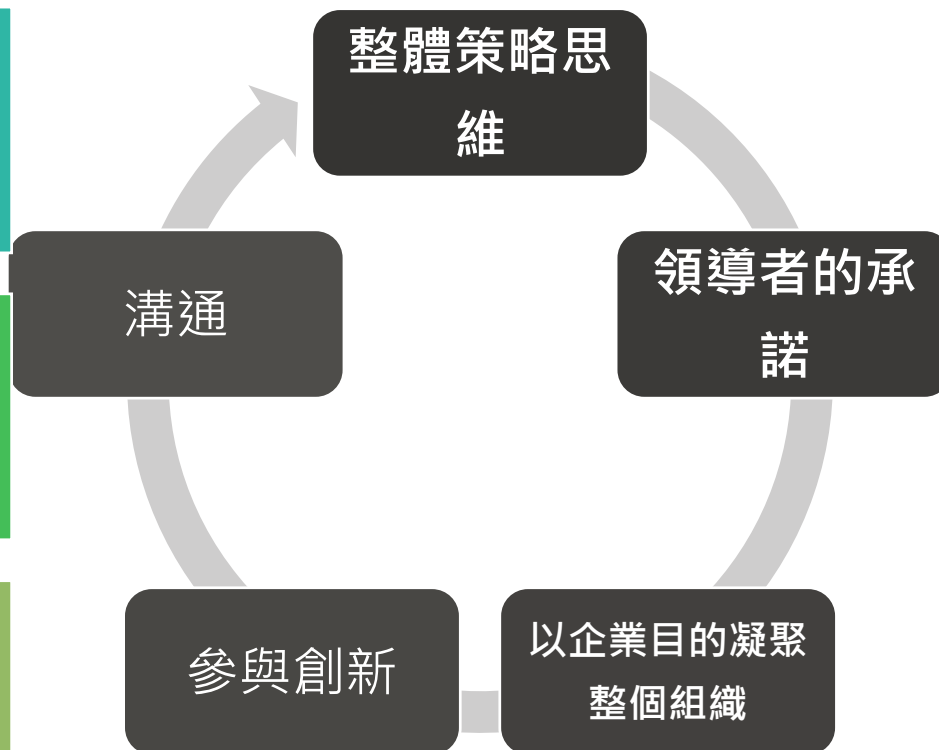 整體策略思
維
領導者的承
諾
以企業目的凝聚
整個組織
參與創新
溝通